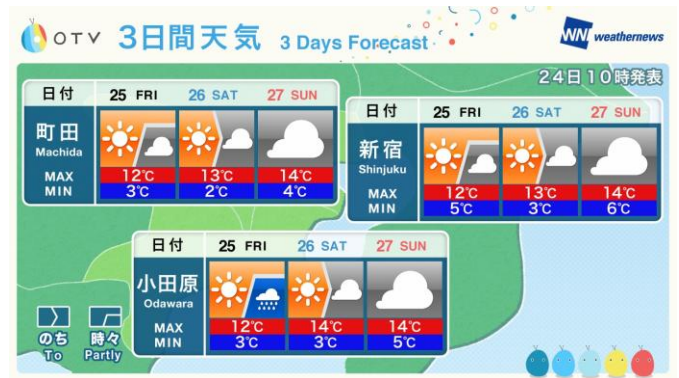 OTV 3日間天気 3 Days Forecast WNI weathernews
24日10時発表
日付 25 FRI 26 SAT 27 SUN
町田
Machida
MAX 12℃ 13℃ 14℃
MIN 3℃ 2℃ 4℃
日付 25 FRI 26 SAT 27 SUN
新宿
Shinjuku
MAX 12℃ 13℃ 14℃
MIN 5℃ 3℃ 6℃
日付 25 FRI 26 SAT 27 SUN
小田原
Odawara
MAX 12℃ 14℃ 14℃
MIN 3℃ 3℃ 5℃
のち 時々
To Partly